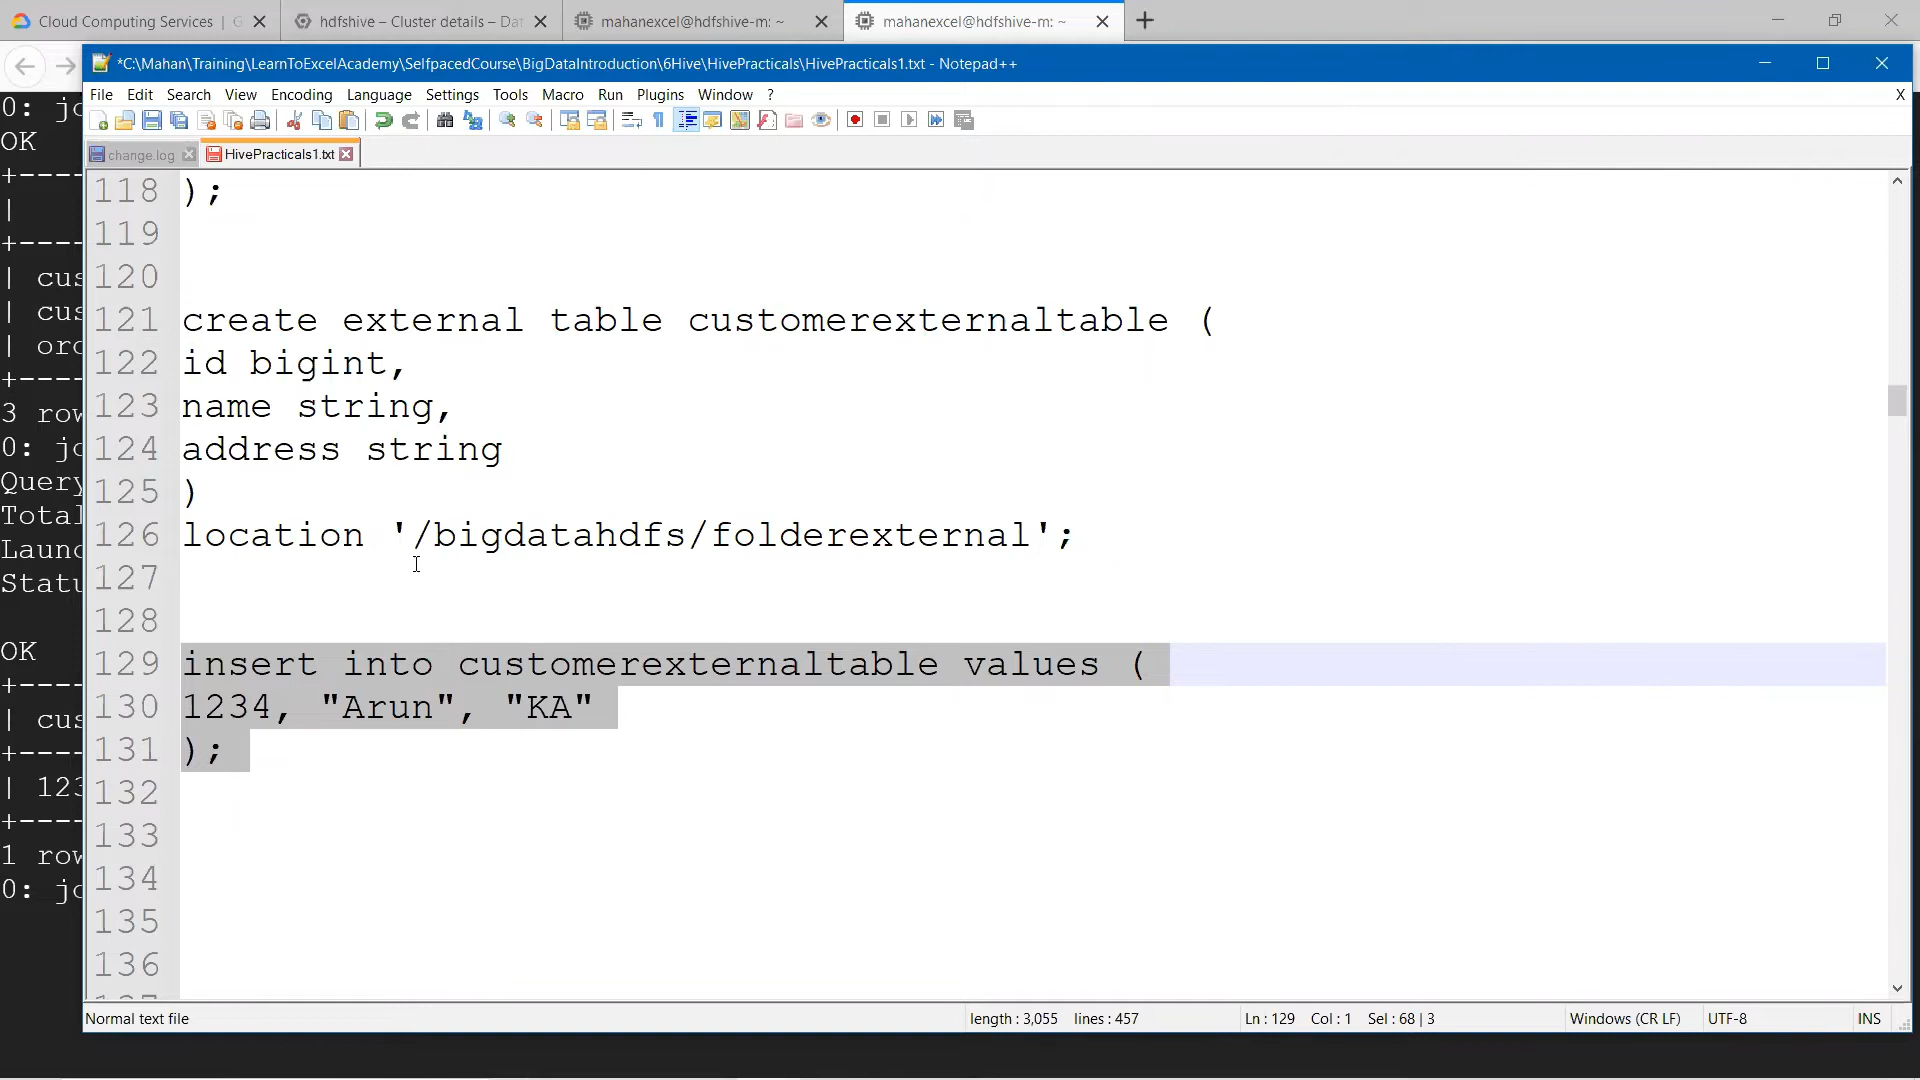 Cloud Computing Services | G
hdfshive – Cluster details – Dat
mahanexcel@hdfshive-m: ~
mahanexcel@hdfshive-m: ~
*C:\Mahan\Training\LearnToExcelAcademy\SelfpacedCourse\BigDataIntroduction\6Hive\HivePracticals\HivePracticals1.txt - Notepad++
File Edit Search View Encoding Language Settings Tools Macro Run Plugins Window ? X
change.log
HivePracticals1.txt
0: jc
OK
+----
|
+----
| cus
| cus
| orc
+----
3 row
0: jc
Query
Total
Launc
Statu
OK
+----
| cus
+----
| 123
+----
1 row
0: jc
118 );
119
120
121 create external table customerexternaltable (
122 id bigint,
123 name string,
124 address string
125 )
126 location '/bigdatahdfs/folderexternal';
127
128
129 insert into customerexternaltable values (
130 1234, "Arun", "KA"
131 );
132
133
134
135
136
Normal text file
length : 3,055 lines : 457
Ln : 129 Col : 1 Sel : 68 | 3
Windows (CR LF)
UTF-8
INS